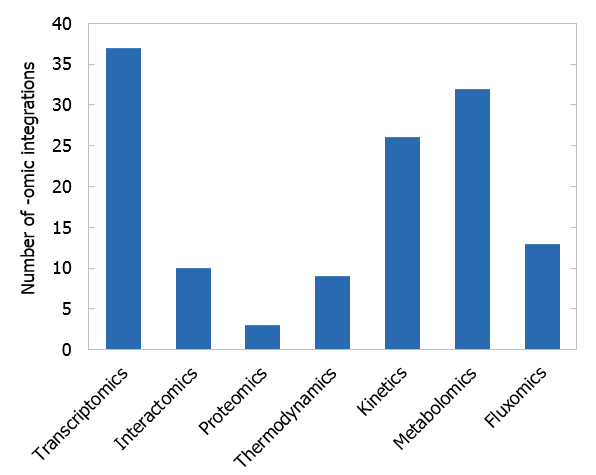 Number of -omic integrations
40
35
30
25
20
15
10
5
0
Transcriptomics
Interactomics
Proteomics
Thermodynamics
Kinetics
Metabolomics
Fluxomics